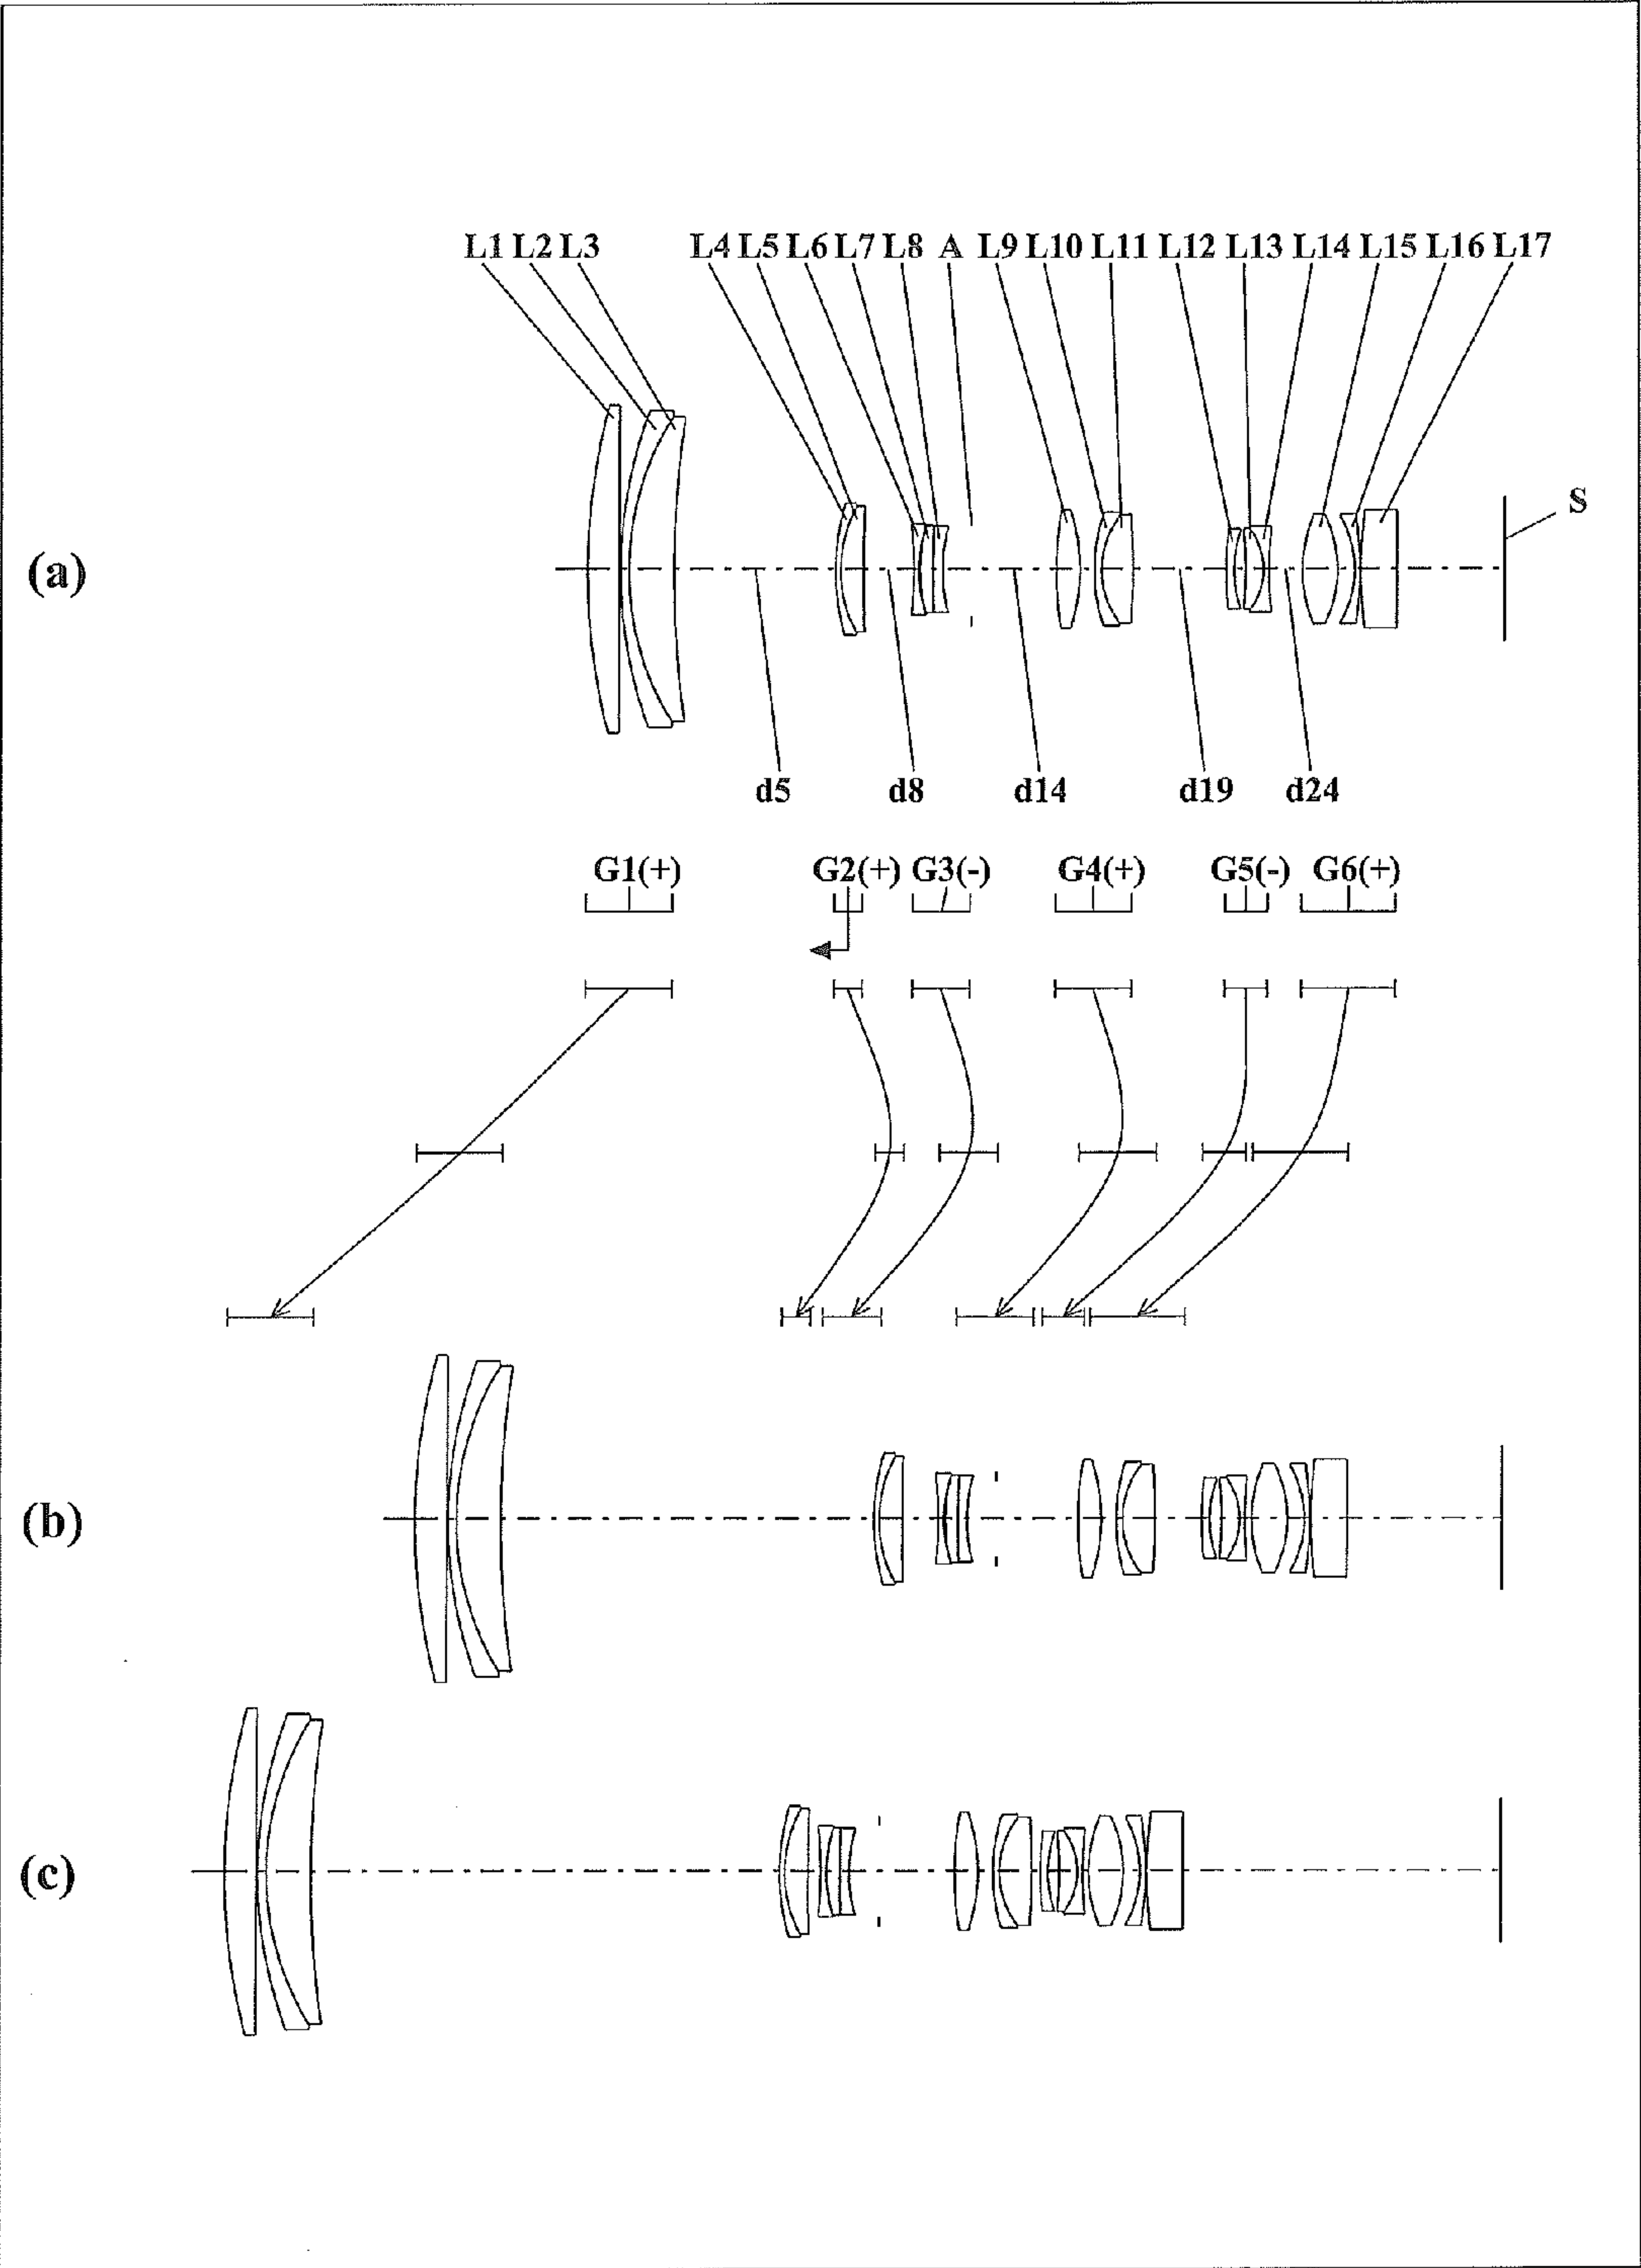 L1 L2 L3 L4 L5 L6 L7 L8 A L9 L10 L11 L12 L13 L14 L15 L16 L17
S
(a)
d5 d8 d14 d19 d24
G1(+) G2(+) G3(-) G4(+) G5(-) G6(+)
(b)
(c)